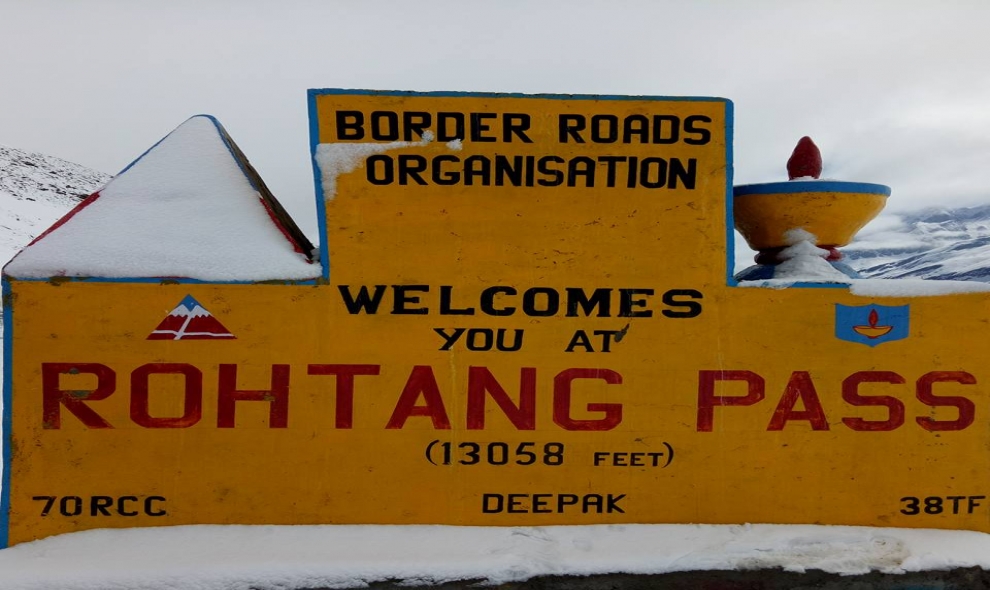 BORDER ROADS
ORGANISATION
WELCOMES
YOU AT
ROHTANG PASS
(13058 FEET)
70RCC DEEPAK 38TF